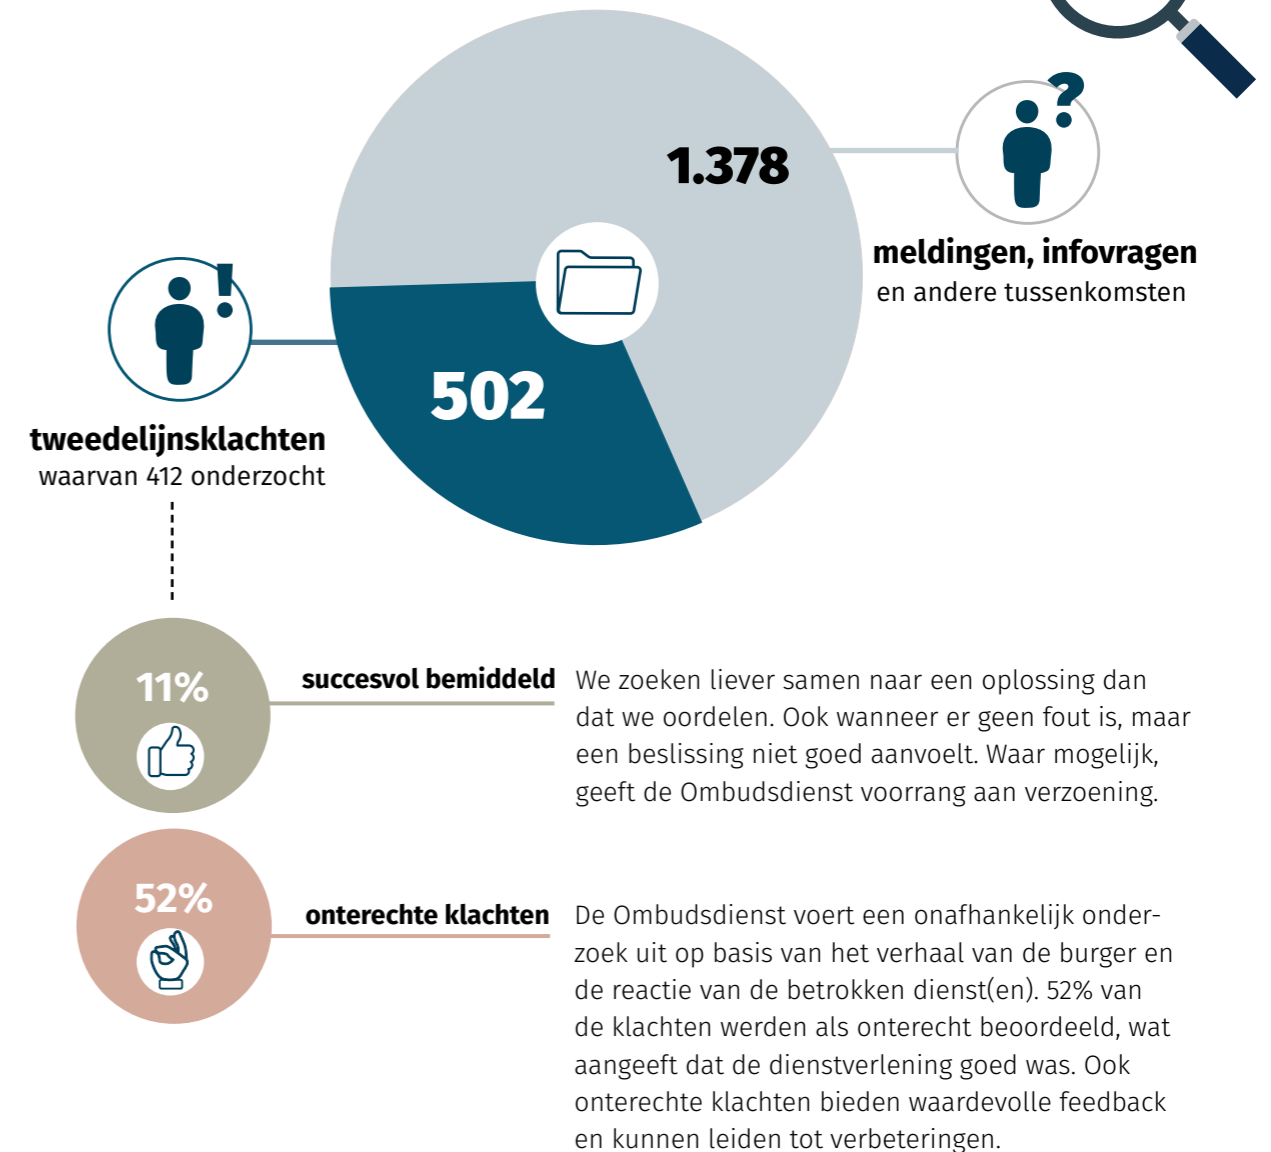 1.378
?
meldingen, infovragen
en andere tussenkomsten
!
502
tweedelijnsklachten
waarvan 412 onderzocht
11%
succesvol bemiddeld
We zoeken liever samen naar een oplossing dan
dat we oordelen. Ook wanneer er geen fout is, maar
een beslissing niet goed aanvoelt. Waar mogelijk,
geeft de Ombudsdienst voorrang aan verzoening.
52%
onterechte klachten
De Ombudsdienst voert een onafhankelijk onder-
zoek uit op basis van het verhaal van de burger en
de reactie van de betrokken dienst(en). 52% van
de klachten werden als onterecht beoordeeld, wat
aangeeft dat de dienstverlening goed was. Ook
onterechte klachten bieden waardevolle feedback
en kunnen leiden tot verbeteringen.